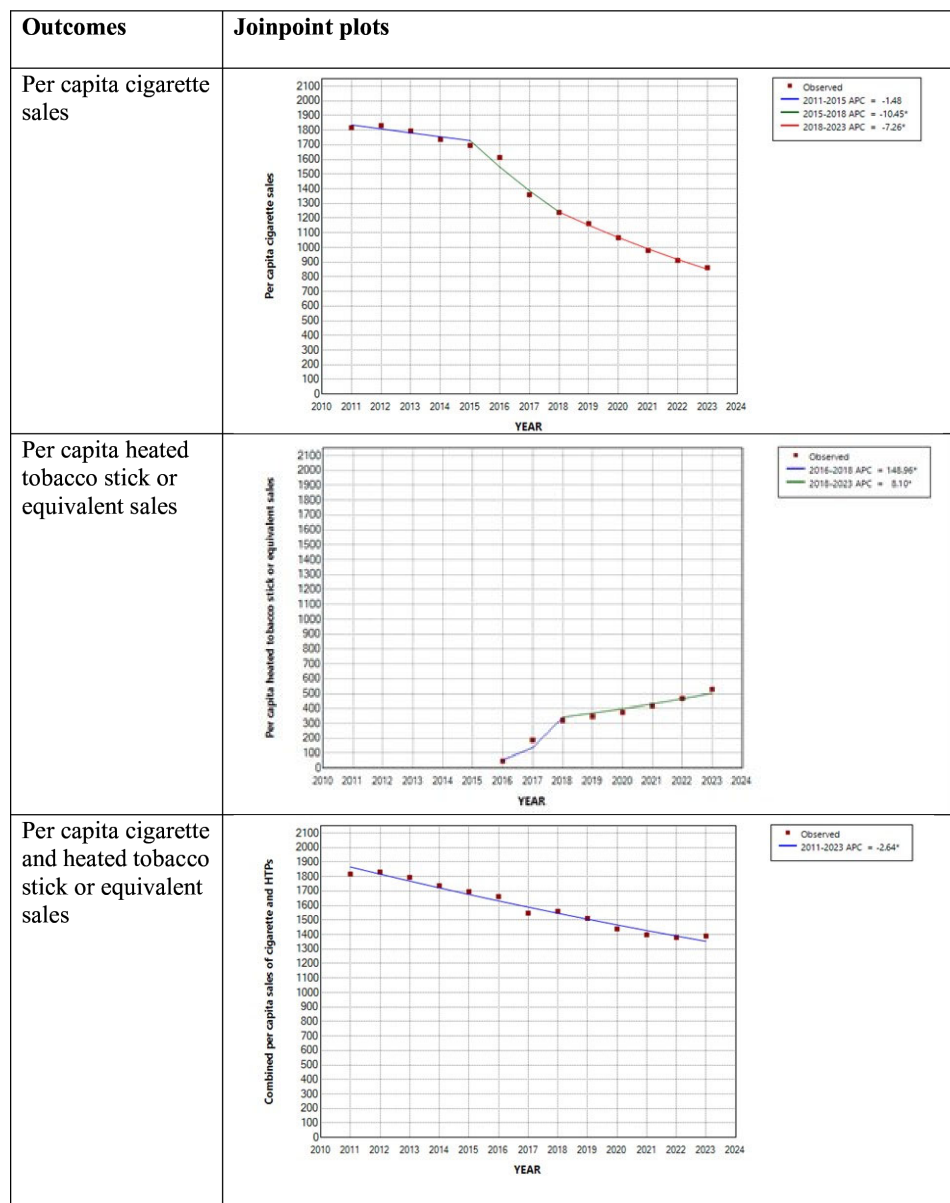 Outcomes
Joinpoint plots
Per capita cigarette
sales
Per capita cigarette sales
2100
2000
1900
1800
1700
1600
1500
1400
1300
1200
1100
1000
900
800
700
600
500
400
300
200
100
0
2010 2011 2012 2013 2014 2015 2016 2017 2018 2019 2020 2021 2022 2023 2024
YEAR
Observed
2011-2015 APC = -1.48
2015-2018 APC = -10.45*
2018-2023 APC = -7.26*
Per capita heated
tobacco stick or
equivalent sales
Per capita heated tobacco stick or equivalent sales
2100
2000
1900
1800
1700
1600
1500
1400
1300
1200
1100
1000
900
800
700
600
500
400
300
200
100
0
2010 2011 2012 2013 2014 2015 2016 2017 2018 2019 2020 2021 2022 2023 2024
YEAR
Observed
2016-2018 APC = 148.96*
2018-2023 APC = 8.10*
Per capita cigarette
and heated tobacco
stick or equivalent
sales
Combined per capita sales of cigarette and HTPs
2100
2000
1900
1800
1700
1600
1500
1400
1300
1200
1100
1000
900
800
700
600
500
400
300
200
100
0
2010 2011 2012 2013 2014 2015 2016 2017 2018 2019 2020 2021 2022 2023 2024
YEAR
Observed
2011-2023 APC = -2.64*